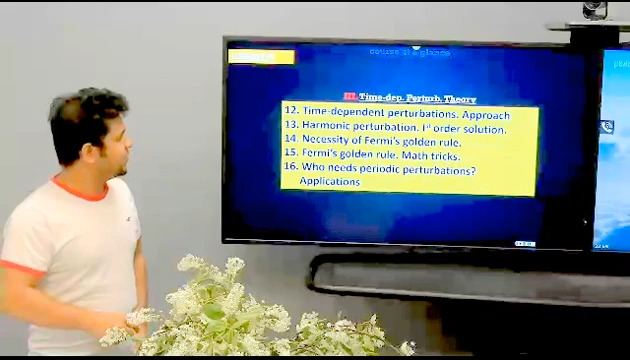 course at a glance
III. Time-dep. Perturb. Theory
12. Time-dependent perturbations. Approach
13. Harmonic perturbation. 1st order solution.
14. Necessity of Fermi's golden rule.
15. Fermi's golden rule. Math tricks.
16. Who needs periodic perturbations?
Applications